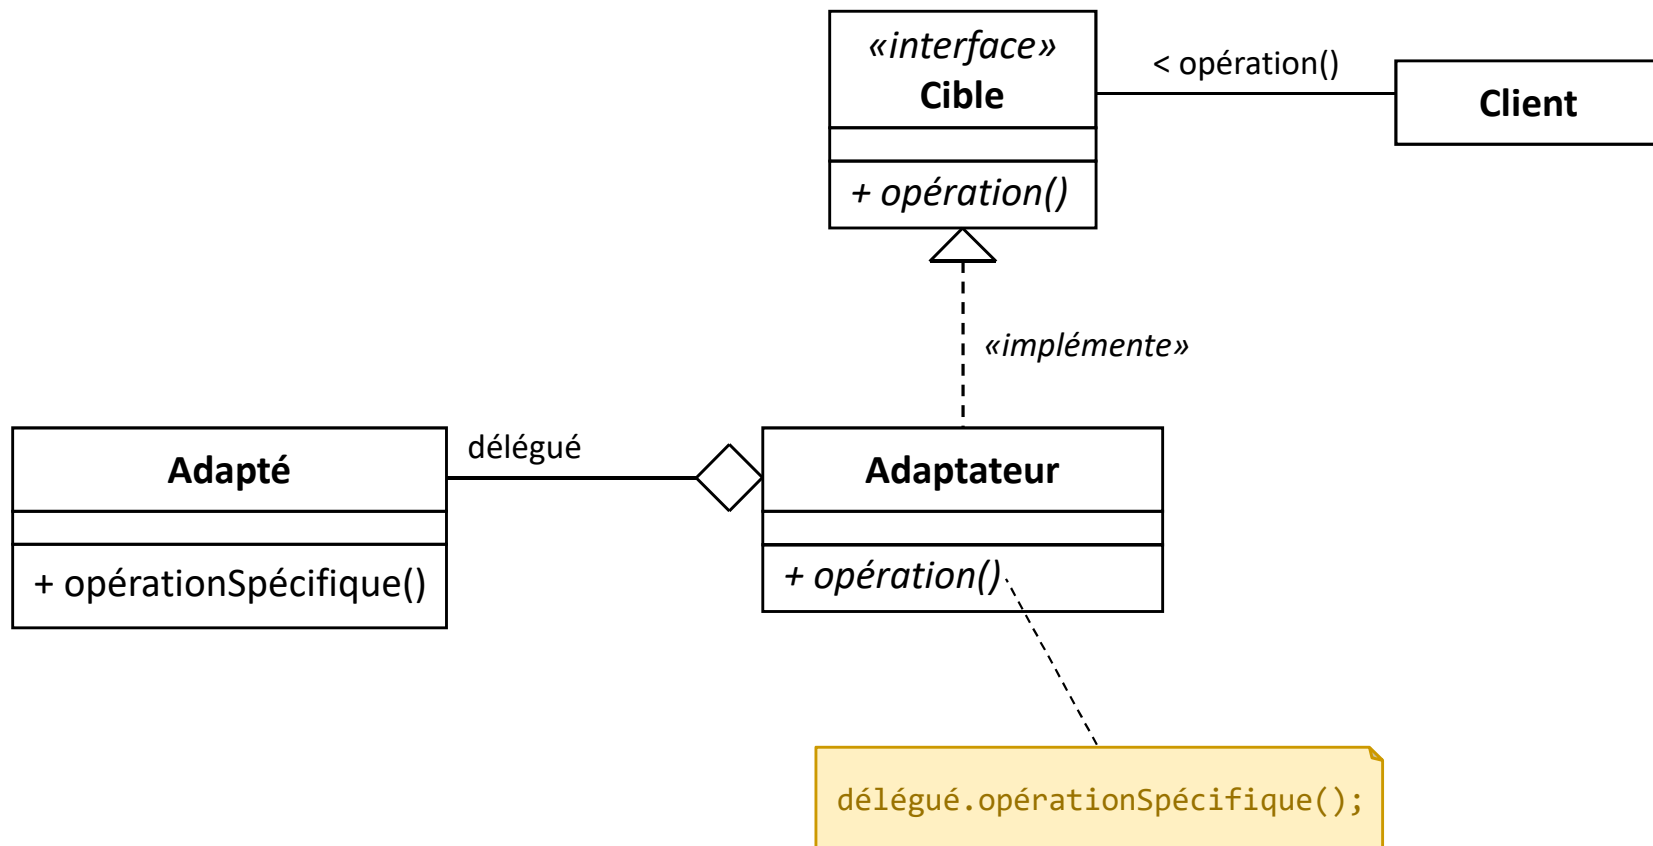 «interface»
Cible
+ opération()
< opération()
Client
«implémente»
Adapté
+ opérationSpécifique()
délégué
Adaptateur
+ opération()
délégué.opérationSpécifique();